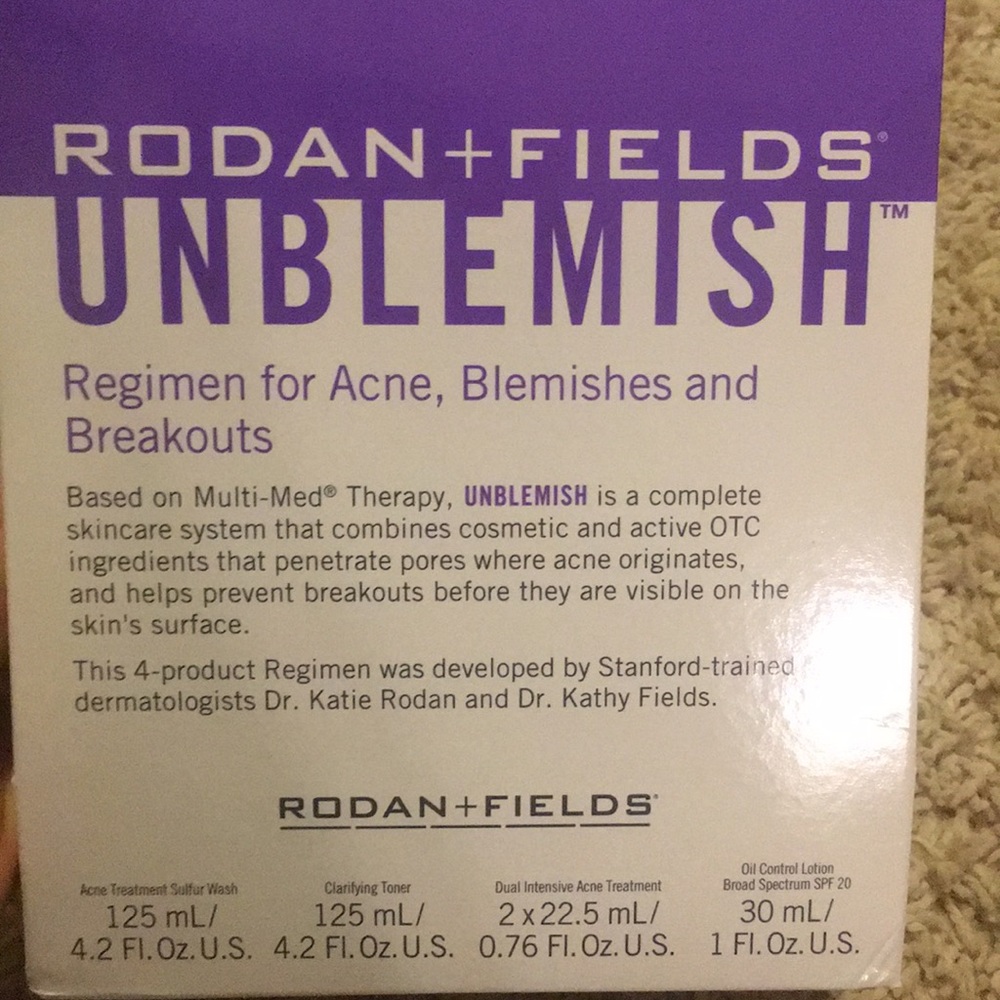 RODAN+FIELDS®
UNBLEMISH™
Regimen for Acne, Blemishes and
Breakouts
Based on Multi-Med® Therapy, UNBLEMISH is a complete
skincare system that combines cosmetic and active OTC
ingredients that penetrate pores where acne originates,
and helps prevent breakouts before they are visible on the
skin's surface.
This 4-product Regimen was developed by Stanford-trained
dermatologists Dr. Katie Rodan and Dr. Kathy Fields.
RODAN+FIELDS®
Acne Treatment Sulfur Wash
125 mL/
4.2 Fl. Oz. U.S.
Clarifying Toner
125 mL/
4.2 Fl. Oz. U.S.
Dual Intensive Acne Treatment
2 x 22.5 mL/
0.76 Fl. Oz. U.S.
Oil Control Lotion
Broad Spectrum SPF 20
30 mL/
1 Fl. Oz. U.S.